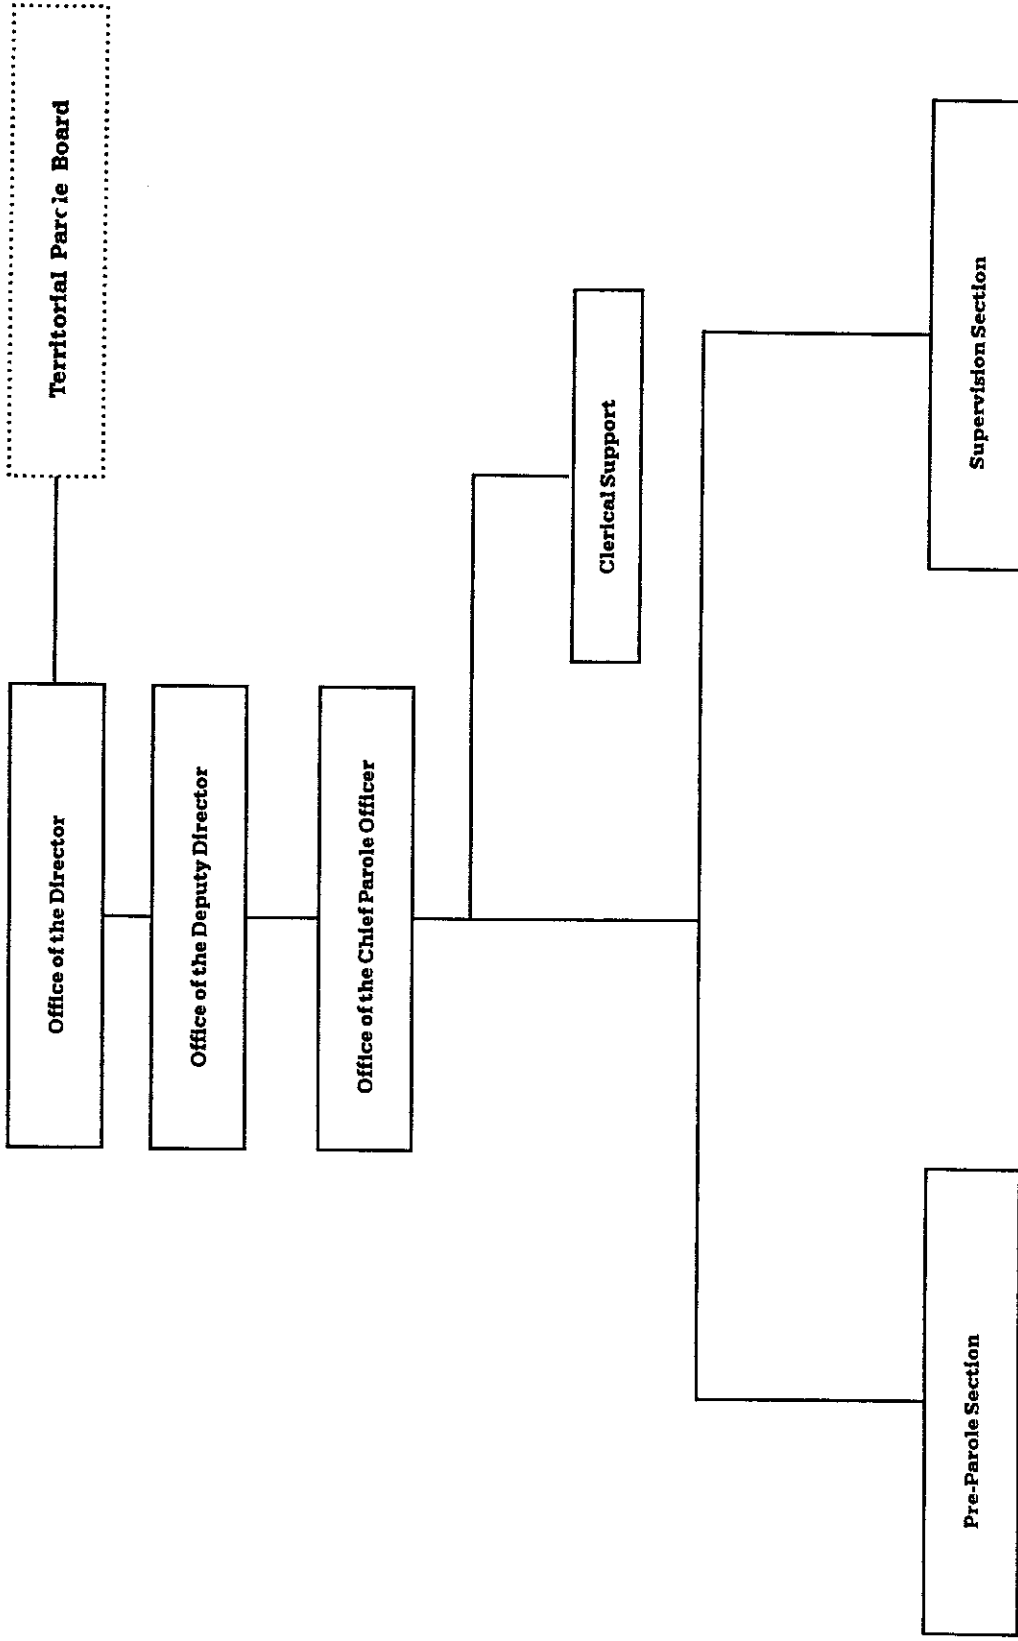 Territorial Parole Board
Office of the Director
Office of the Deputy Director
Office of the Chief Parole Officer
Clerical Support
Pre-Parole Section
Supervision Section